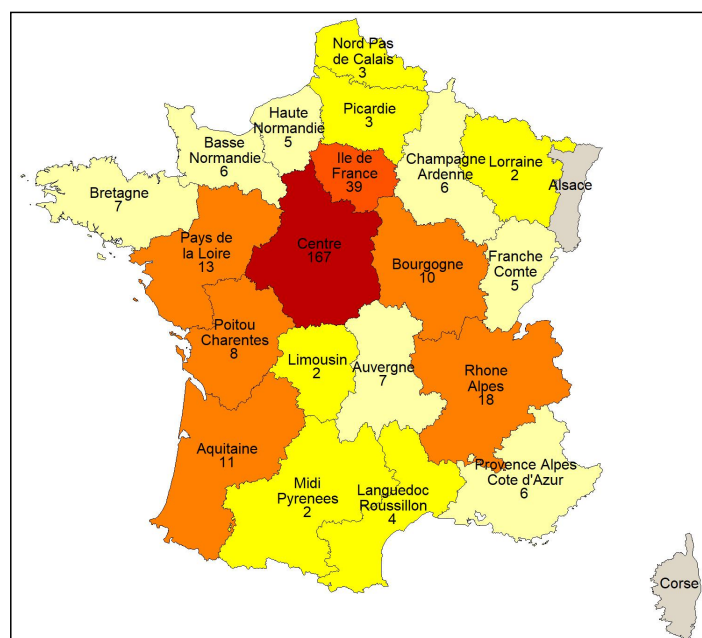 Nord Pas
de Calais
3
Picardie
3
Haute
Normandie
5
Basse
Normandie
6
Ile de
France
39
Champagne
Ardenne
6
Lorraine
2
Alsace
Bretagne
7
Pays de
la Loire
13
Centre
167
Bourgogne
10
Franche
Comte
5
Poitou
Charentes
8
Limousin
2
Auvergne
7
Rhone
Alpes
18
Aquitaine
11
Midi
Pyrenees
2
Languedoc
Roussillon
4
Provence Alpes
Cote d'Azur
6
Corse